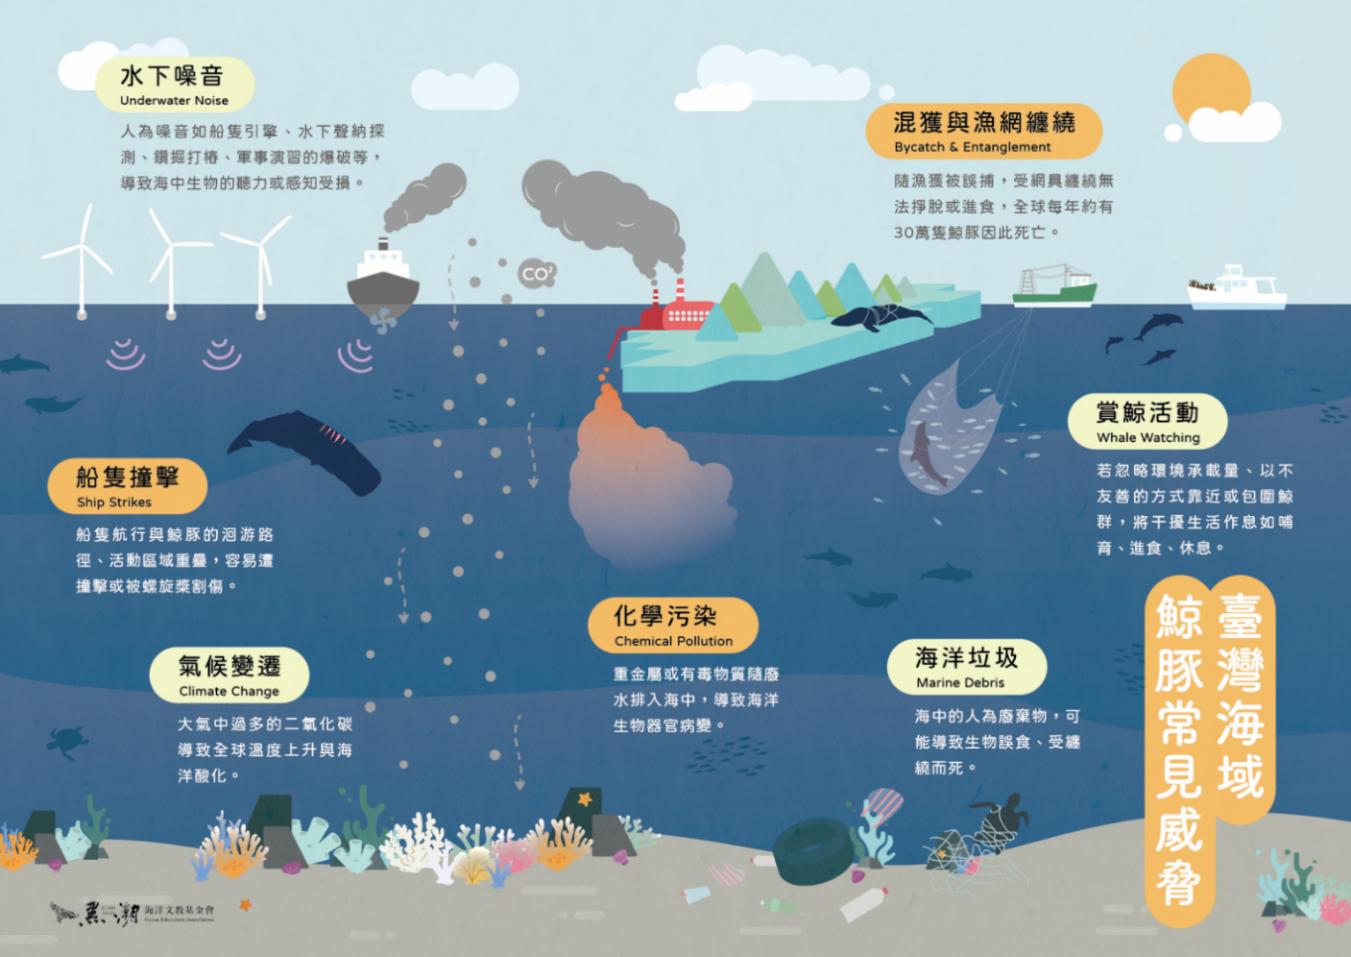 水下噪音
Underwater Noise
人為噪音如船隻引擎、水下聲納探
測、鑽掘打樁、軍事演習的爆破等，
導致海中生物的聽力或感知受損。
混獲與漁網纏繞
Bycatch & Entanglement
隨漁獲被誤捕，受網具纏繞無
法掙脫或進食，全球每年約有
30萬隻鯨豚因此死亡。
CO²
賞鯨活動
Whale Watching
若忽略環境承載量、以不
友善的方式靠近或包圍鯨
群，將干擾生活作息如哺
育、進食、休息。
船隻撞擊
Ship Strikes
船隻航行與鯨豚的洄游路
徑、活動區域重疊，容易遭
撞擊或被螺旋槳割傷。
化學污染
Chemical Pollution
重金屬或有毒物質隨廢
水排入海中，導致海洋
生物器官病變。
氣候變遷
Climate Change
大氣中過多的二氧化碳
導致全球溫度上升與海
洋酸化。
海洋垃圾
Marine Debris
海中的人為廢棄物，可
能導致生物誤食、受纏
繞而死。
臺灣海域
鯨豚常見威脅
黑潮
海洋文教基金會